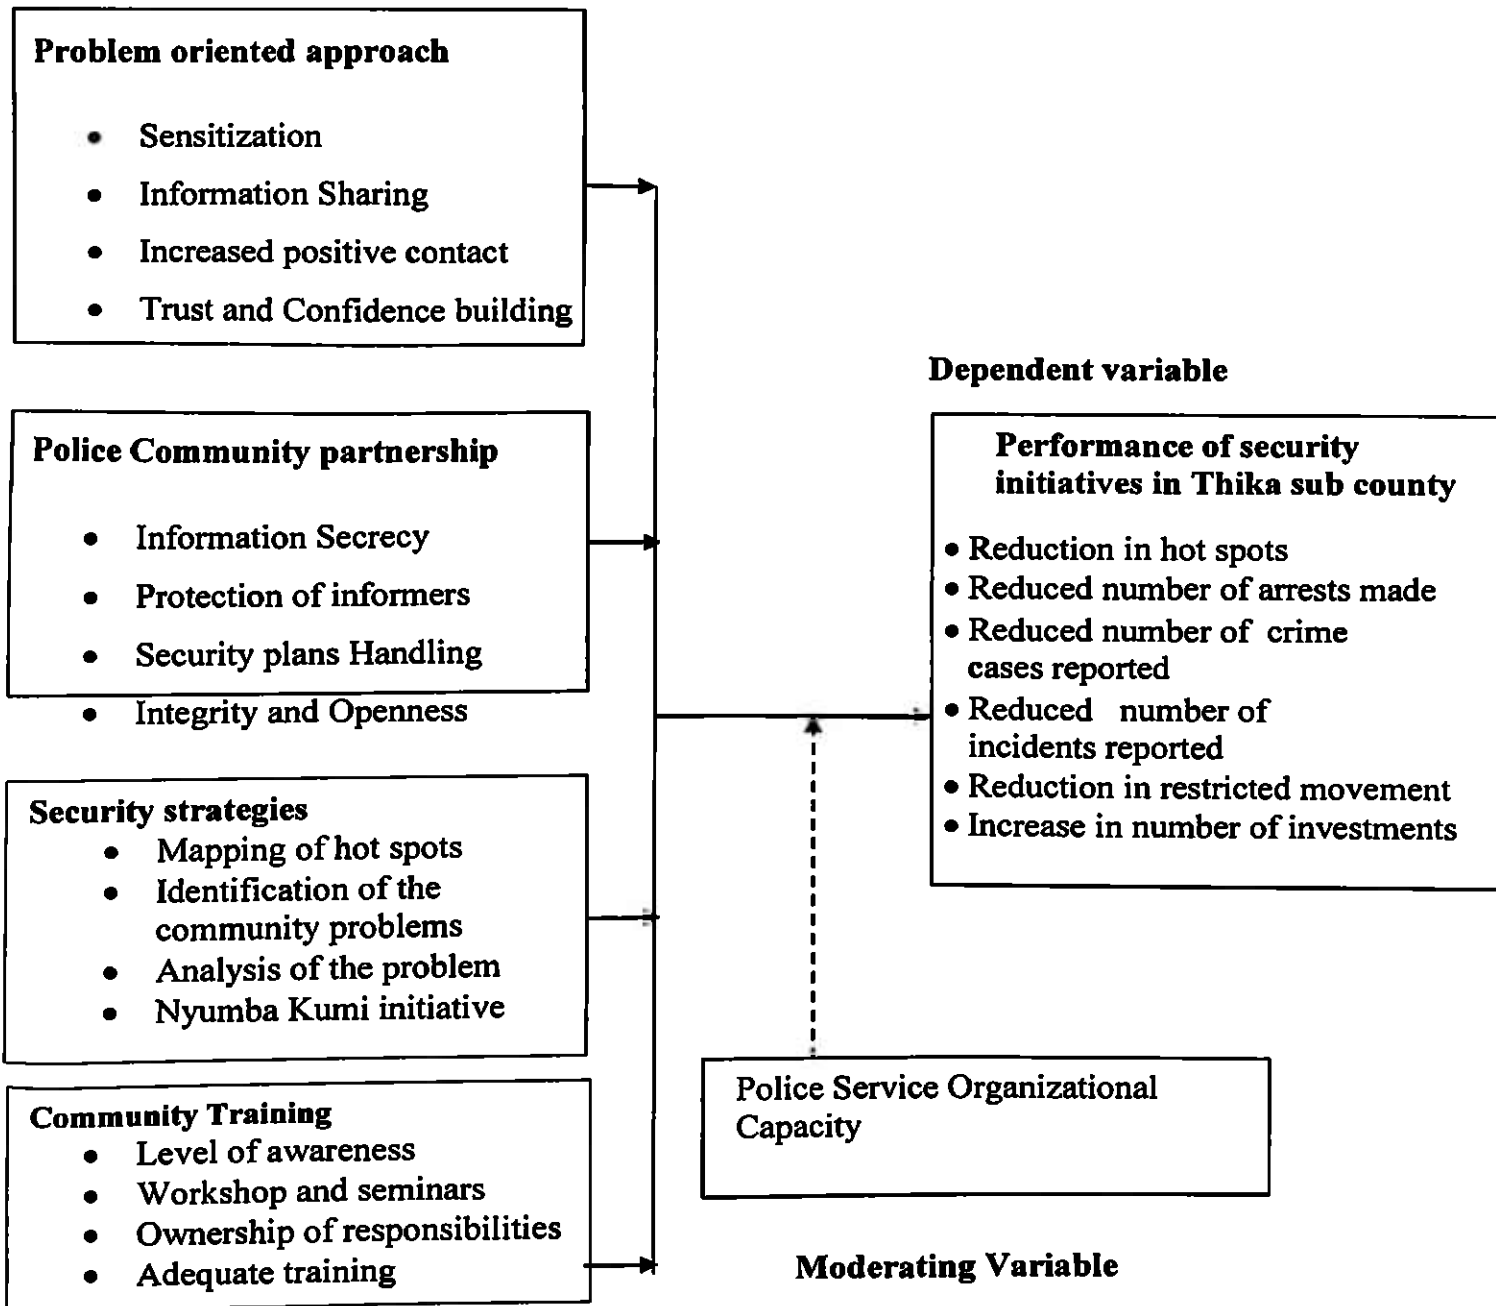 Problem oriented approach
• Sensitization
• Information Sharing
• Increased positive contact
• Trust and Confidence building
Police Community partnership
• Information Secrecy
• Protection of informers
• Security plans Handling
• Integrity and Openness
Security strategies
• Mapping of hot spots
• Identification of the
community problems
• Analysis of the problem
• Nyumba Kumi initiative
Community Training
• Level of awareness
• Workshop and seminars
• Ownership of responsibilities
• Adequate training
Dependent variable
Performance of security
initiatives in Thika sub county
• Reduction in hot spots
• Reduced number of arrests made
• Reduced number of crime
cases reported
• Reduced number of
incidents reported
• Reduction in restricted movement
• Increase in number of investments
Police Service Organizational
Capacity
Moderating Variable